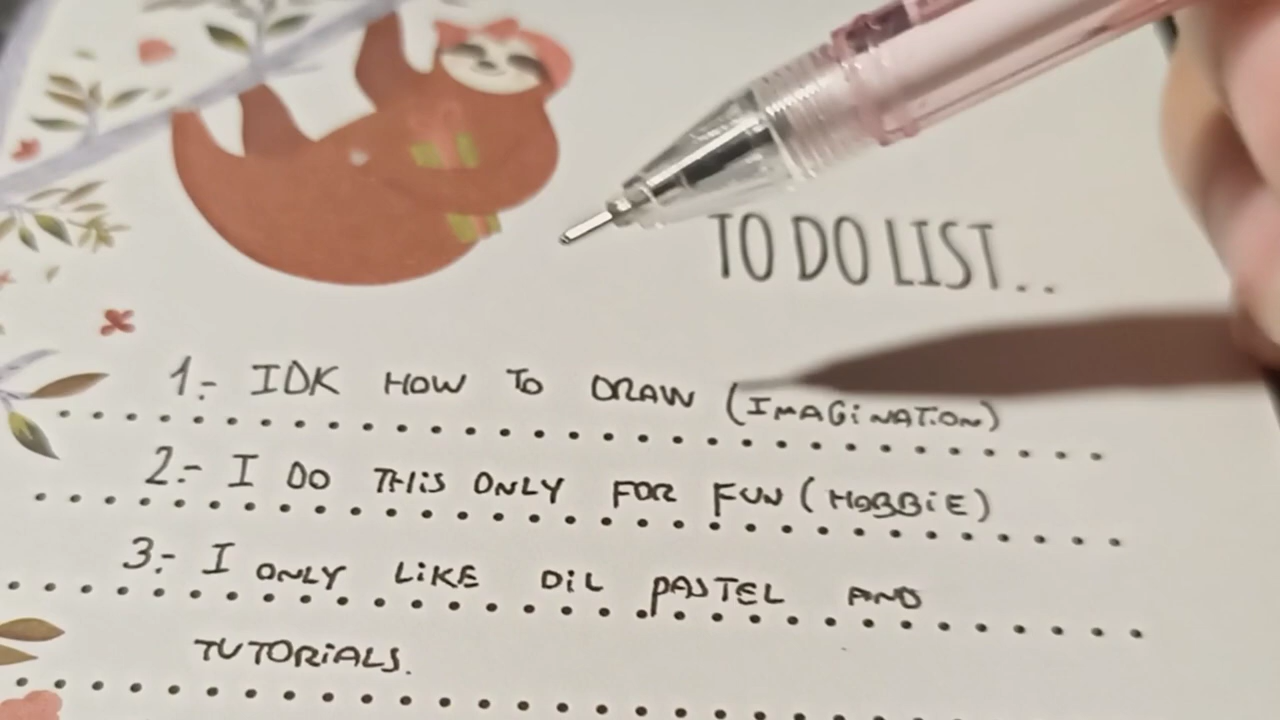 TO DO LIST..
1.- IDK HOW TO DRAW (IMAGiNATiON)
2.- I DO THiS ONLY FOR FUN (HOBBiE)
3.- I ONLY LiKE OiL PASTEL AND
TUTORiALS.